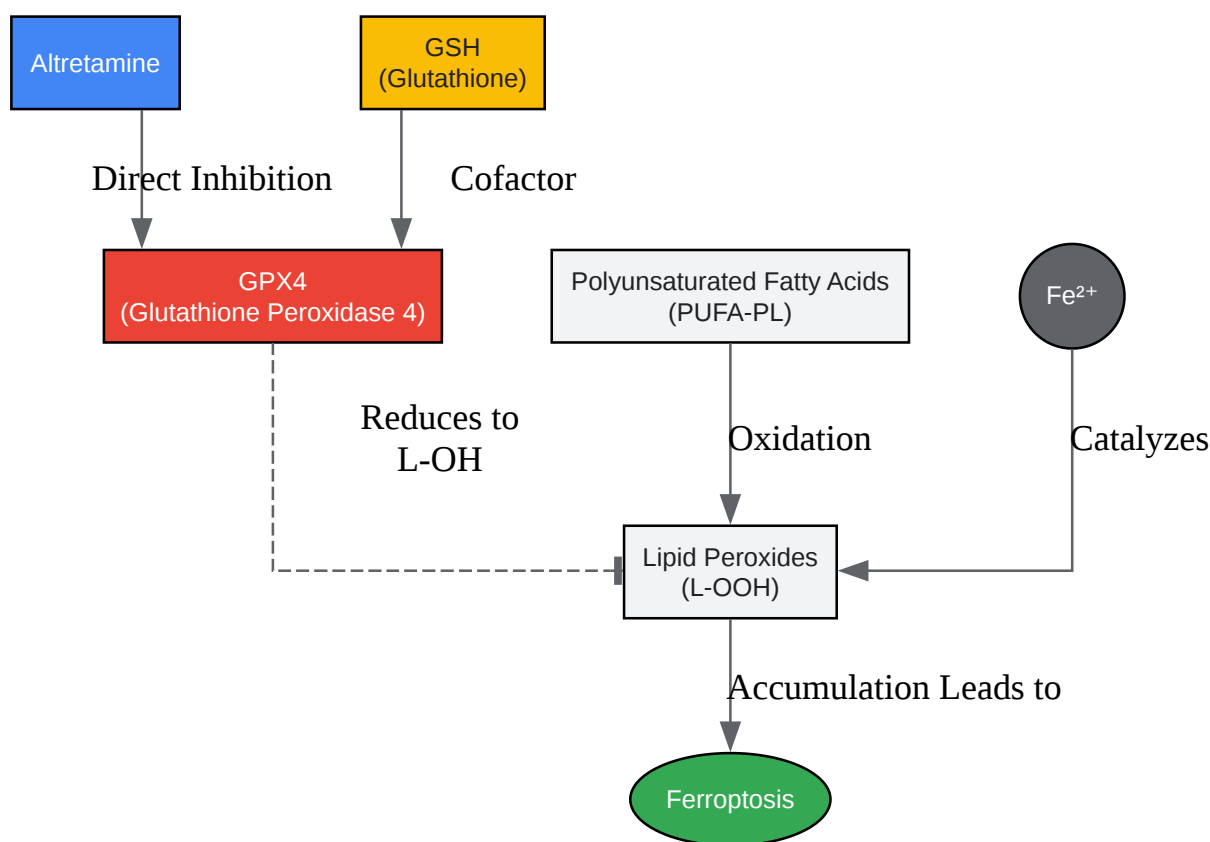 Altretamine
GSH
(Glutathione)
Direct Inhibition
Cofactor
GPX4
(Glutathione Peroxidase 4)
Polyunsaturated Fatty Acids
(PUFA-PL)
Fe²⁺
Reduces to
L-OH
Oxidation
Catalyzes
Lipid Peroxides
(L-OOH)
Accumulation Leads to
Ferroptosis